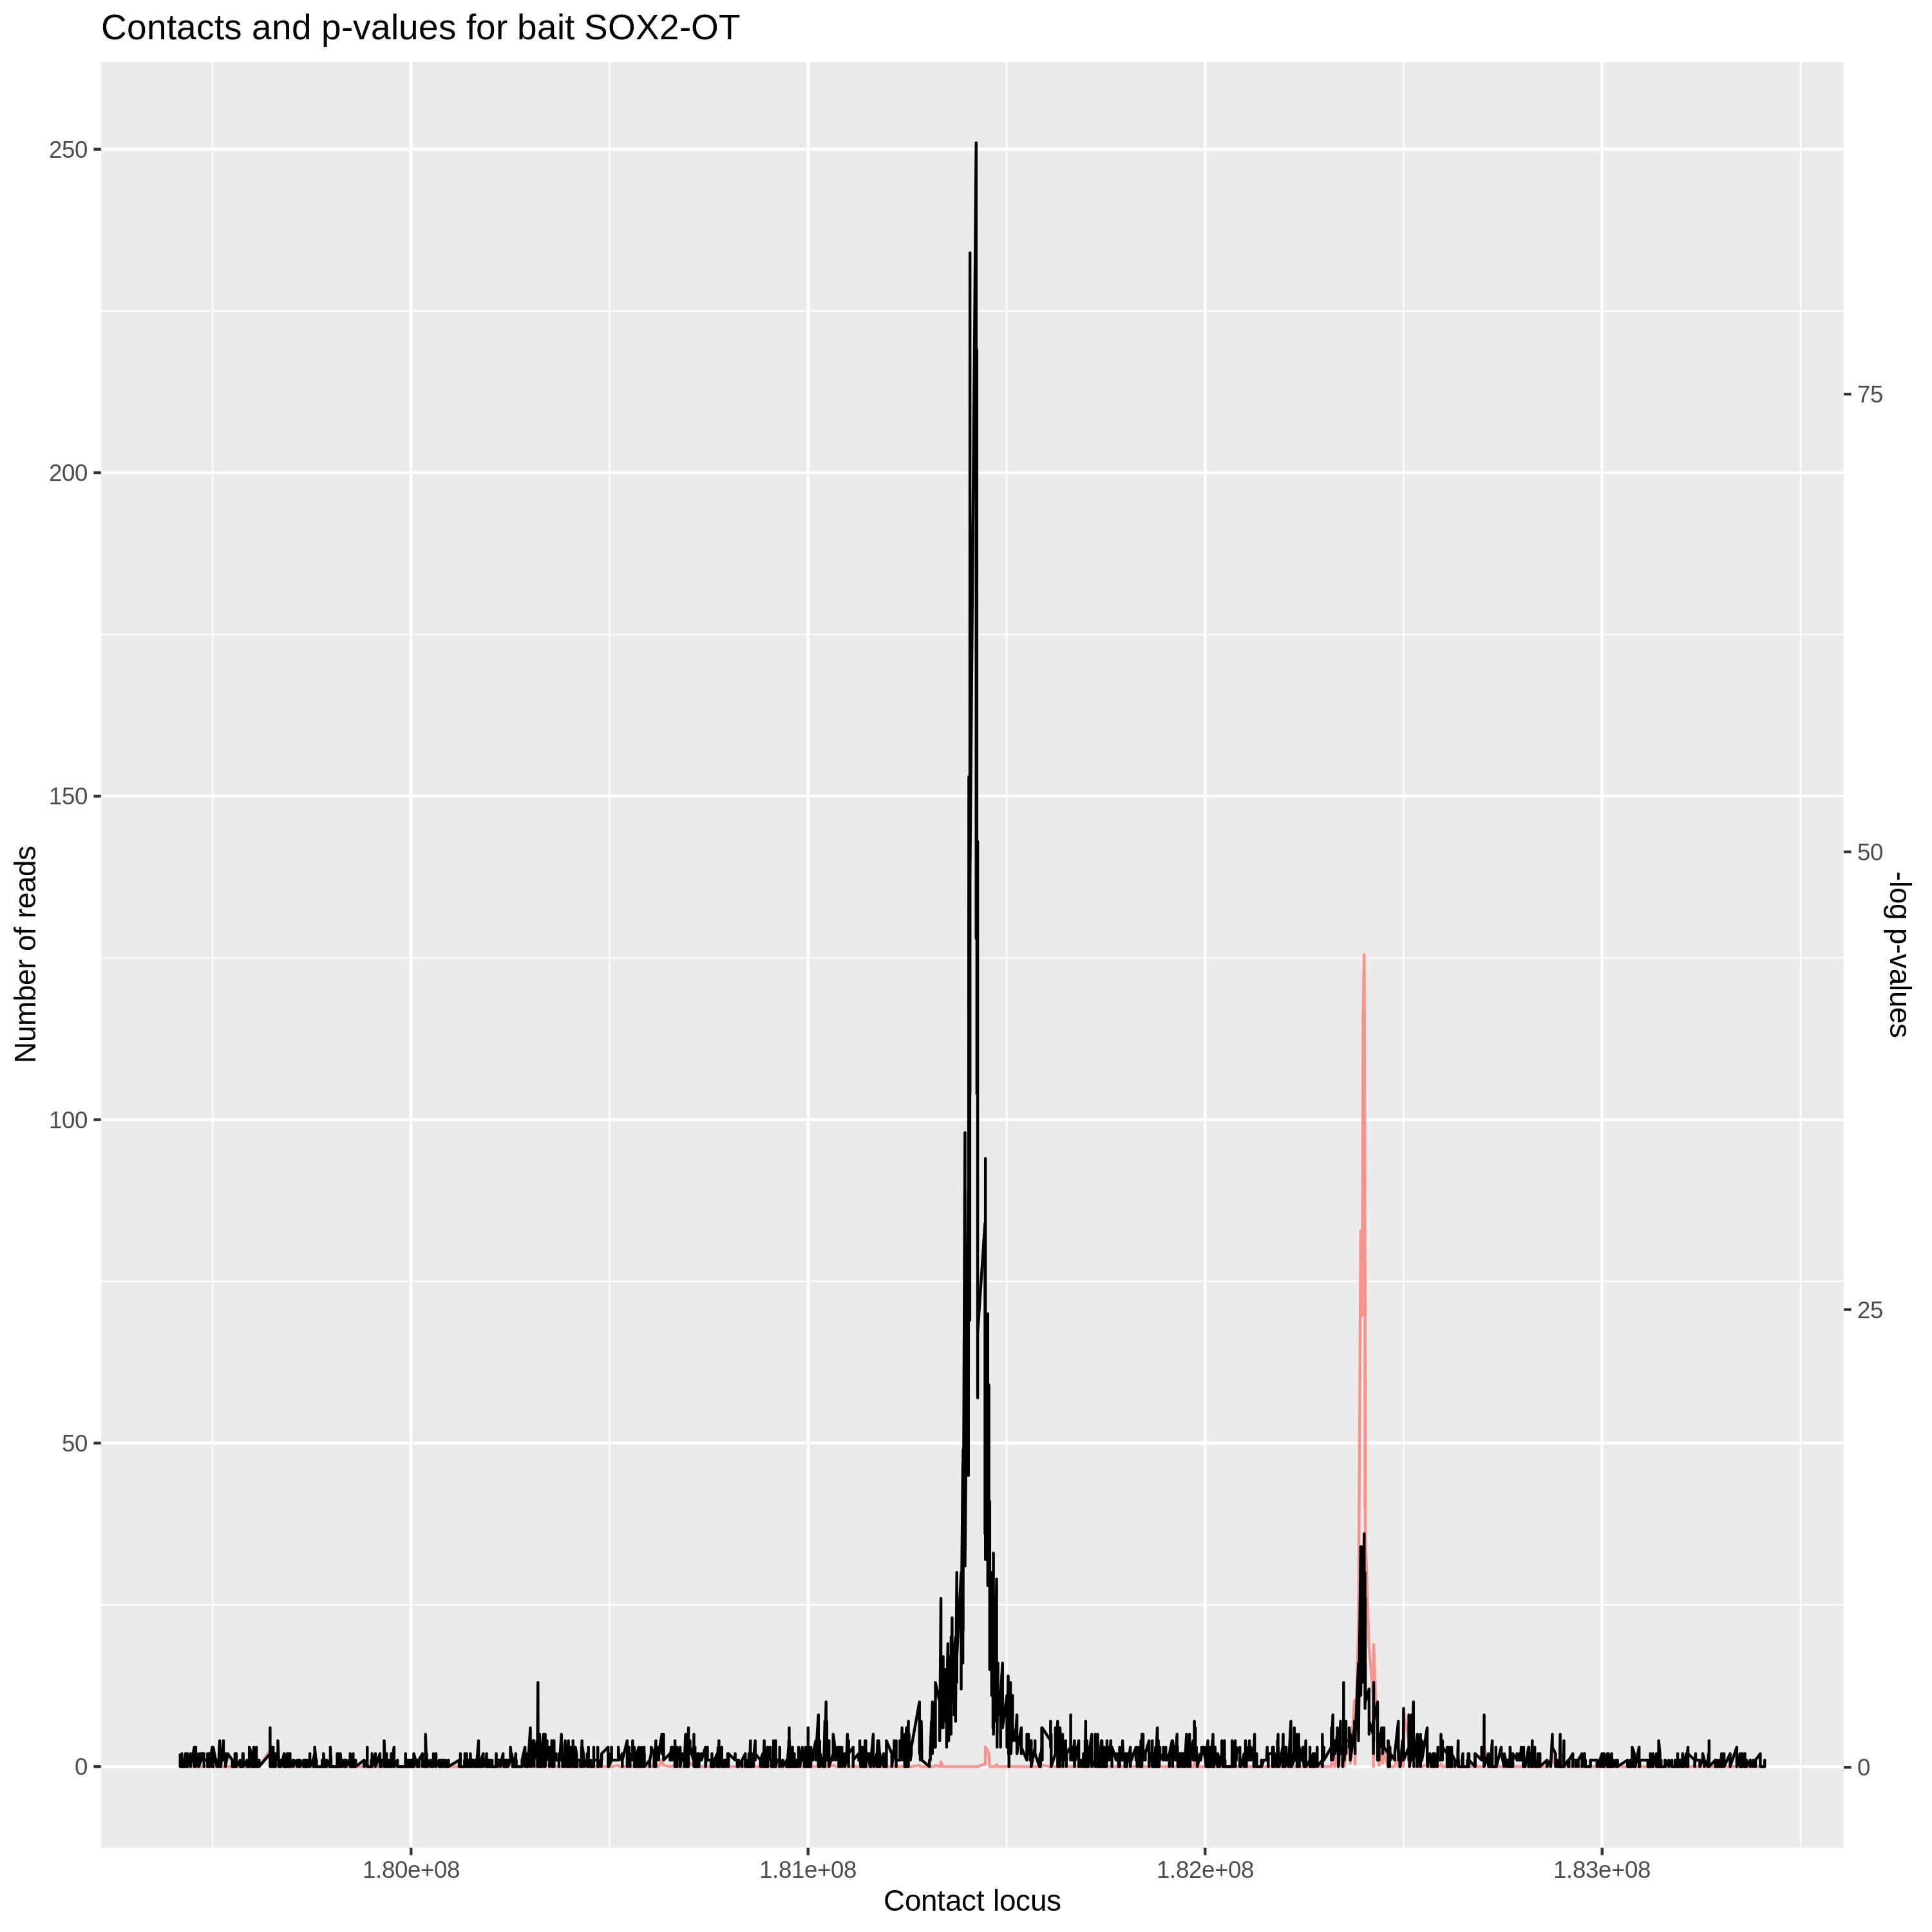 Contacts and p-values for bait SOX2-OT
250
200
150
100
50
0
Number of reads
75
50
25
0
-log p-values
1.80e+08
1.81e+08
1.82e+08
1.83e+08
Contact locus